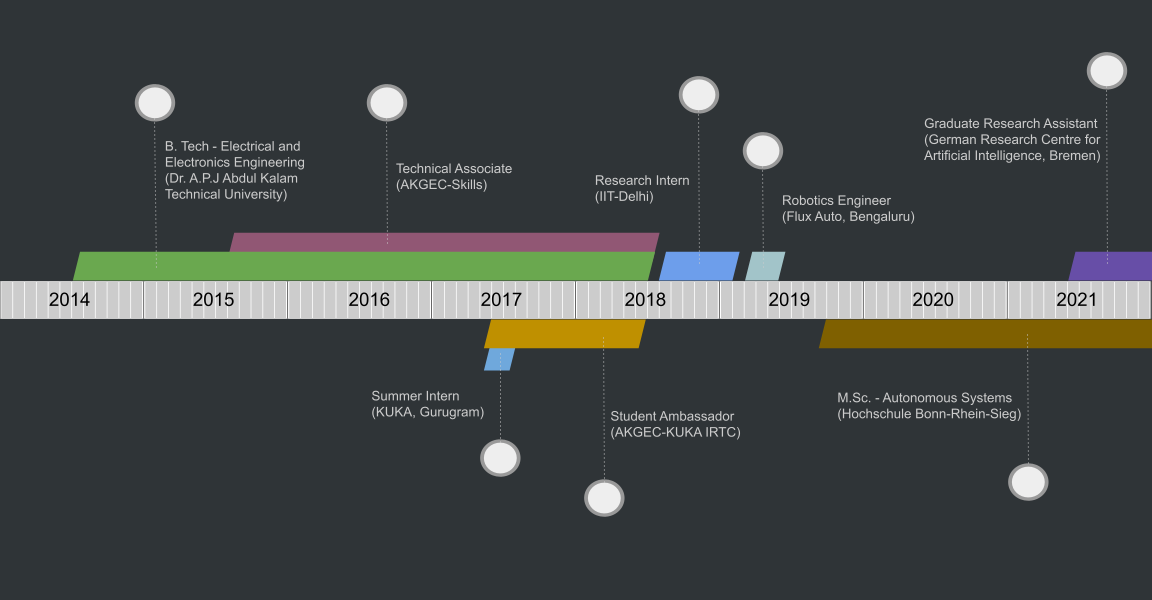 B. Tech - Electrical and
Electronics Engineering
(Dr. A.P.J Abdul Kalam
Technical University)
Technical Associate
(AKGEC-Skills)
Research Intern
(IIT-Delhi)
Robotics Engineer
(Flux Auto, Bengaluru)
Graduate Research Assistant
(German Research Centre for
Artificial Intelligence, Bremen)
2014 2015 2016 2017 2018 2019 2020 2021
Summer Intern
(KUKA, Gurugram)
Student Ambassador
(AKGEC-KUKA IRTC)
M.Sc. - Autonomous Systems
(Hochschule Bonn-Rhein-Sieg)